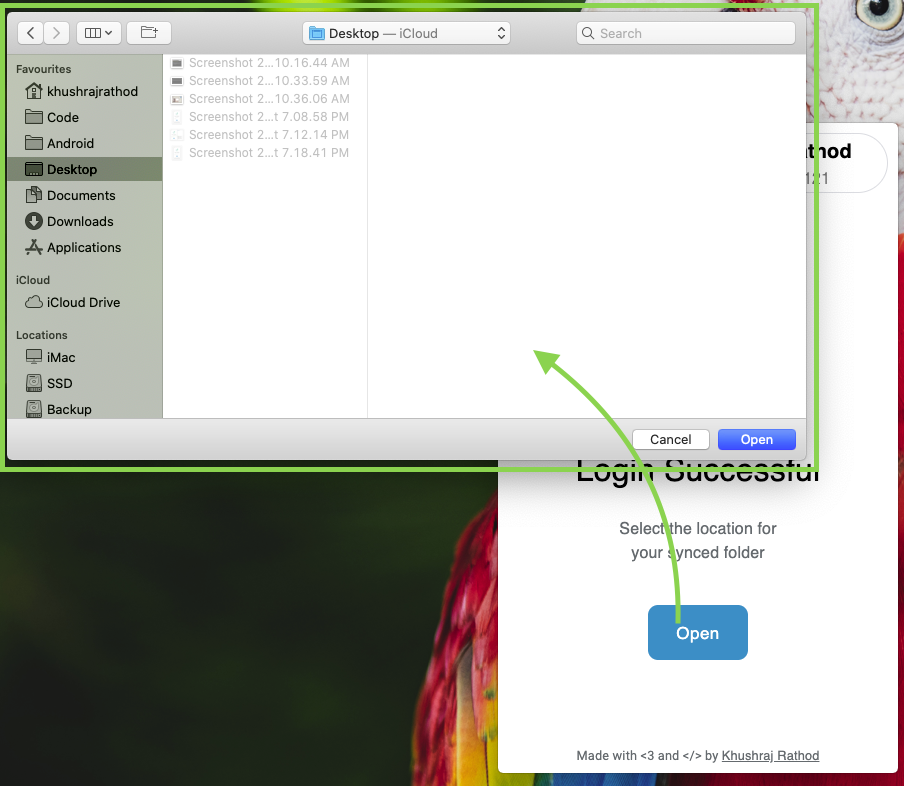 Desktop — iCloud
Search
Favourites
khushrajrathod
Code
Android
Desktop
Documents
Downloads
Applications
iCloud
iCloud Drive
Locations
iMac
SSD
Backup
Screenshot 2...10.16.44 AM
Screenshot 2...10.33.59 AM
Screenshot 2...10.36.06 AM
Screenshot 2...t 7.08.58 PM
Screenshot 2...t 7.12.14 PM
Screenshot 2...t 7.18.41 PM
Cancel
Open
thod
121
Login Successful
Select the location for
your synced folder
Open
Made with <3 and </> by Khushraj Rathod